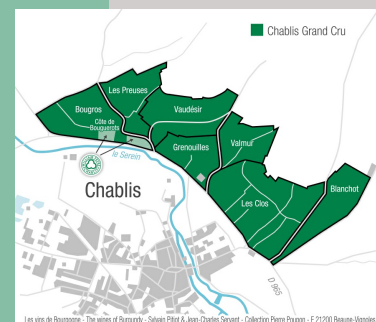 Chablis Grand Cru
Les Preuses
Bougros
Vaudésir
Côte de
Bouquerots
Grenouilles
Valmur
le Serein
Blanchot
Chablis
Les Clos
D 965
Les vins de Bourgogne - The wines of Burgundy - Sylvain Pitiot & Jean-Charles Servant - Collection Pierre Poupon - F 21200 Beaune-Vignoles